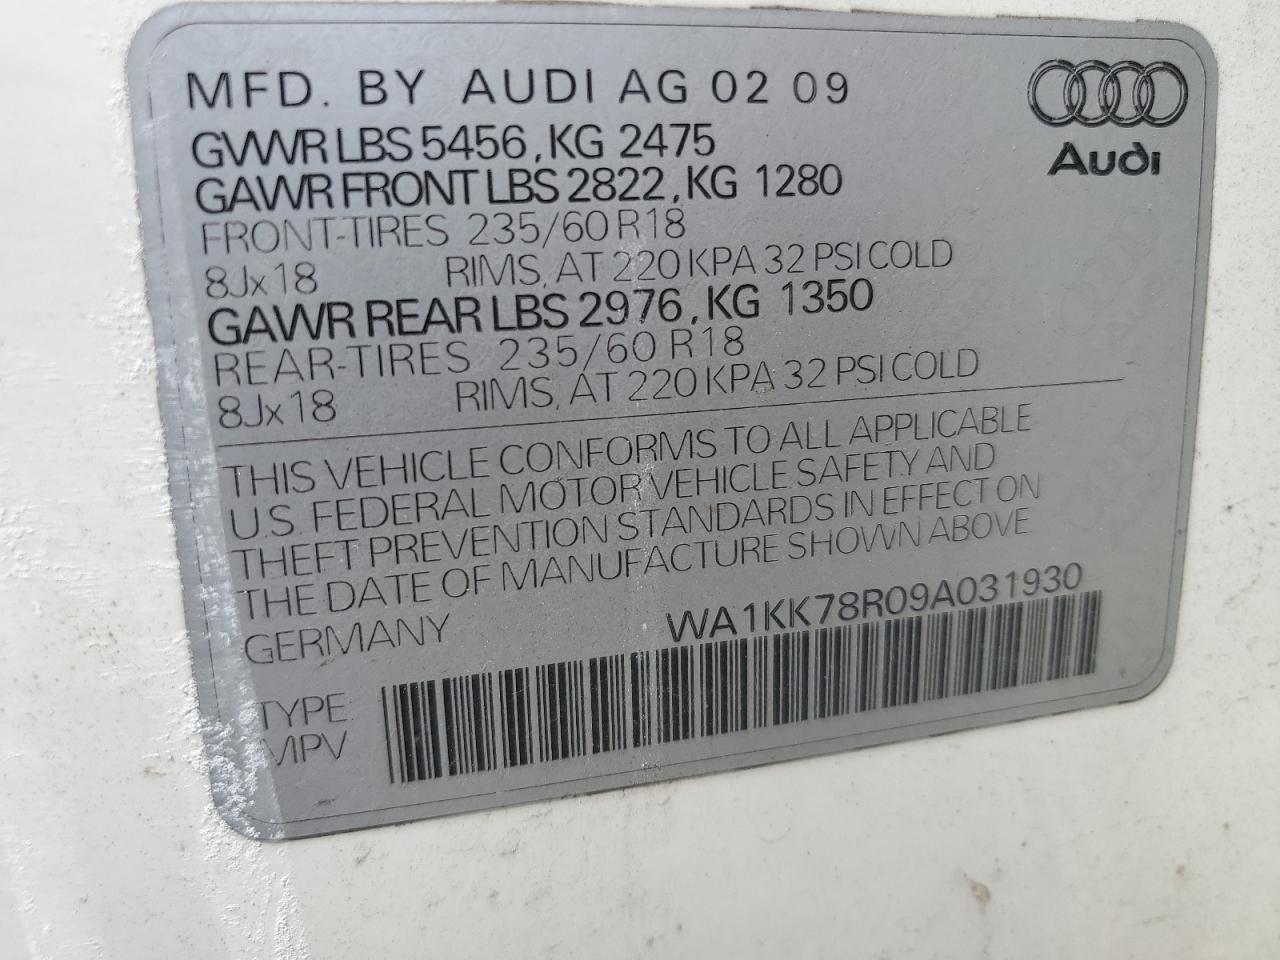 MFD. BY AUDI AG 02 09
Audi
GVWR LBS 5456, KG 2475
GAWR FRONT LBS 2822, KG 1280
FRONT-TIRES 235/60 R18
8Jx18 RIMS, AT 220 KPA 32 PSI COLD
GAWR REAR LBS 2976, KG 1350
REAR-TIRES 235/60 R18
8Jx18 RIMS, AT 220 KPA 32 PSI COLD
THIS VEHICLE CONFORMS TO ALL APPLICABLE
U.S. FEDERAL MOTOR VEHICLE SAFETY AND
THEFT PREVENTION STANDARDS IN EFFECT ON
THE DATE OF MANUFACTURE SHOWN ABOVE
GERMANY WA1KK78R09A031930
TYPE:
MPV